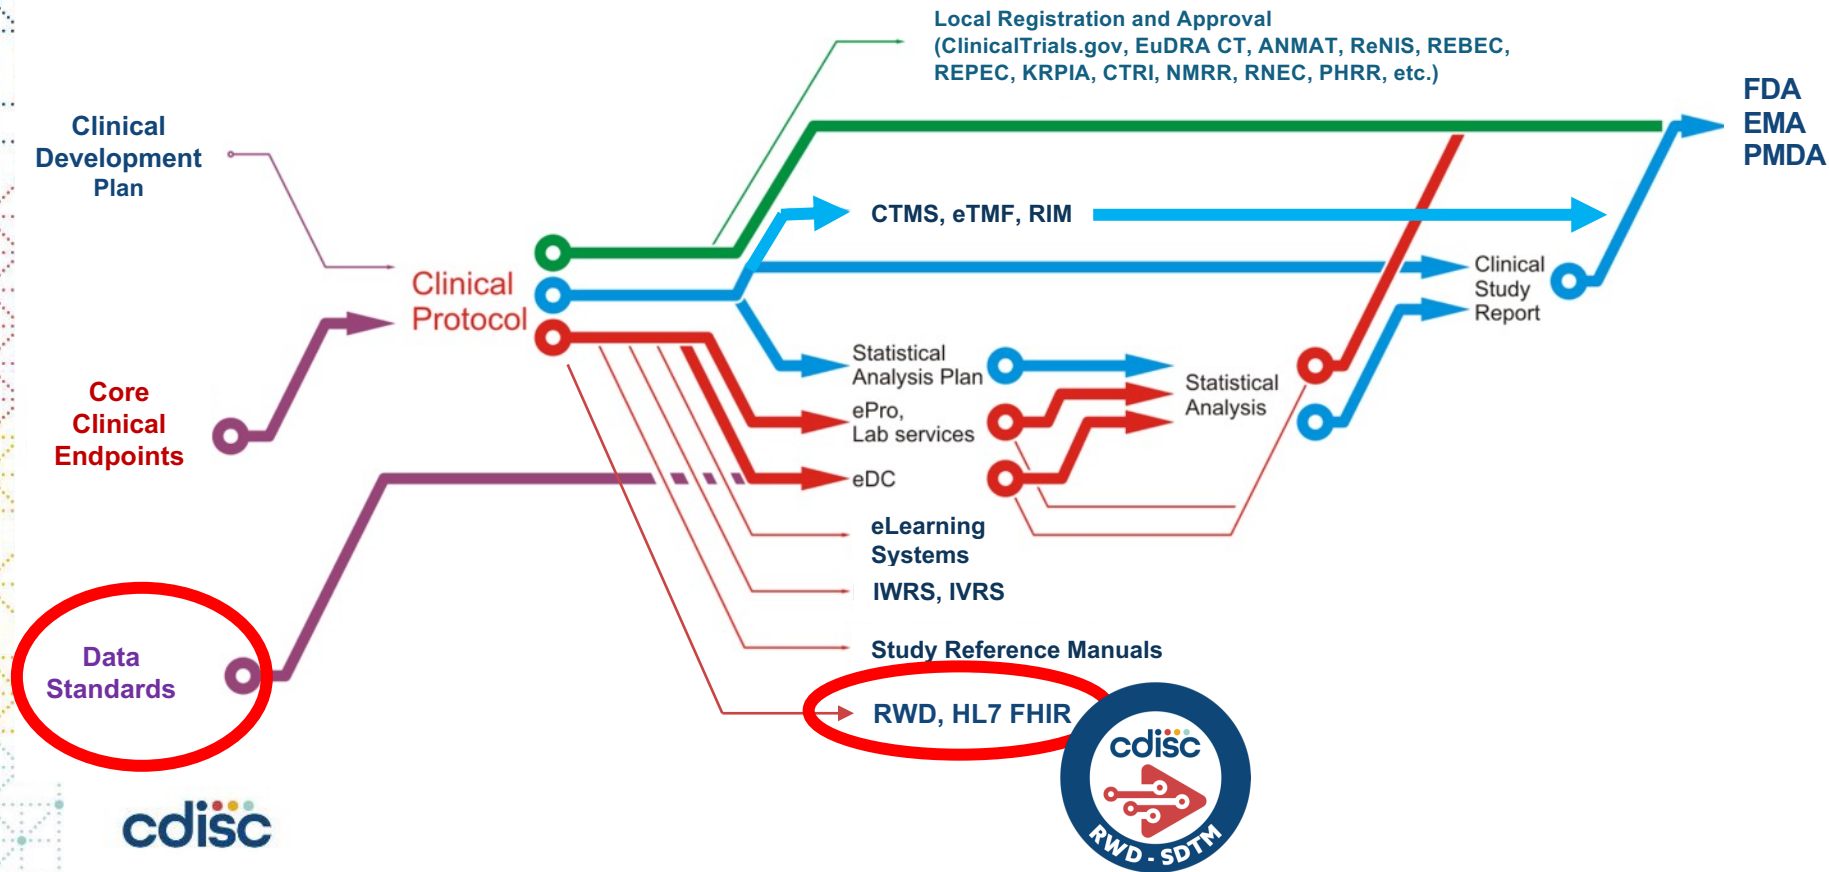 Local Registration and Approval
(ClinicalTrials.gov, EuDRA CT, ANMAT, ReNIS, REBEC,
REPEC, KRPIA, CTRI, NMRR, RNEC, PHRR, etc.)
FDA
EMA
PMDA
Clinical
Development
Plan
CTMS, eTMF, RIM
Clinical
Protocol
Clinical
Study
Report
Statistical
Analysis Plan
Statistical
Analysis
Core
Clinical
Endpoints
ePro,
Lab services
eDC
eLearning
Systems
IWRS, IVRS
Study Reference Manuals
Data
Standards
RWD, HL7 FHIR
cdisc
RWD - SDTM
cdisc